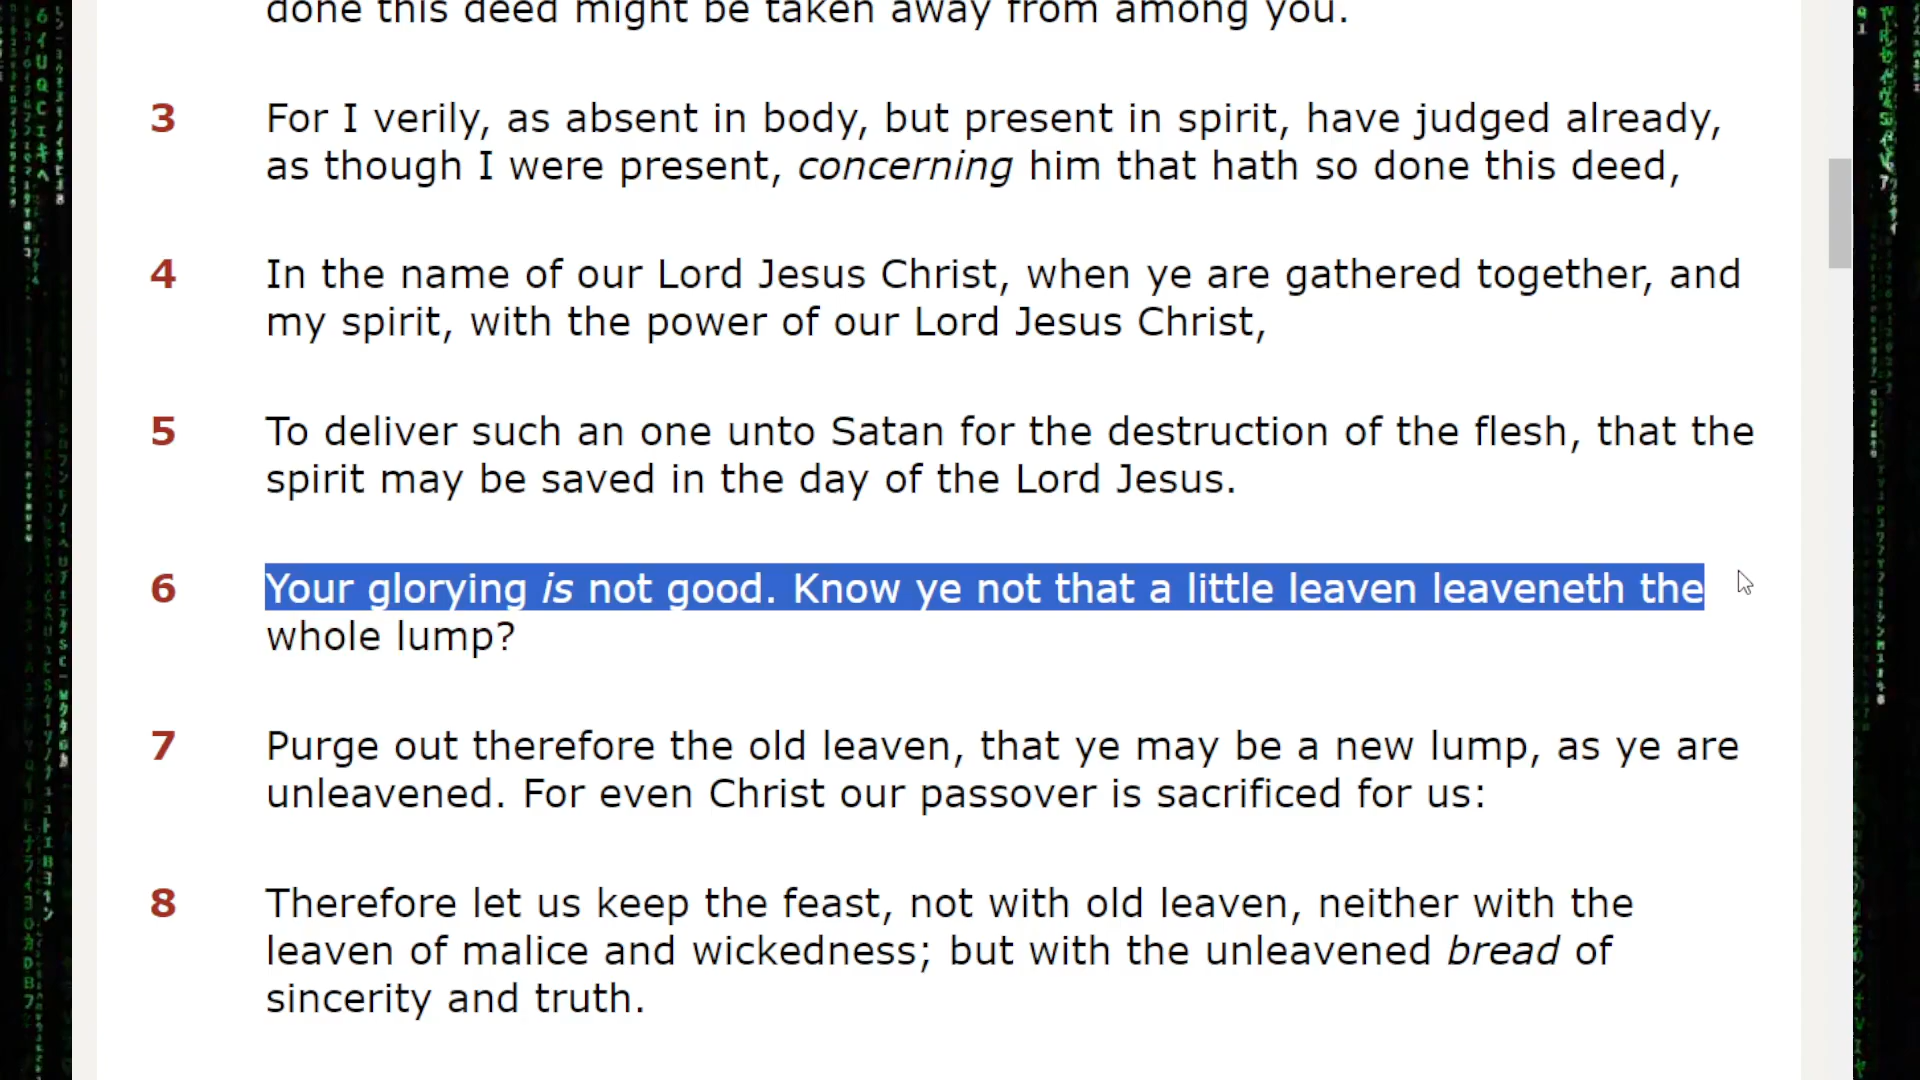 done this deed might be taken away from among you.
3 For I verily, as absent in body, but present in spirit, have judged already,
as though I were present, concerning him that hath so done this deed,
4 In the name of our Lord Jesus Christ, when ye are gathered together, and
my spirit, with the power of our Lord Jesus Christ,
5 To deliver such an one unto Satan for the destruction of the flesh, that the
spirit may be saved in the day of the Lord Jesus.
6 Your glorying is not good. Know ye not that a little leaven leaveneth the
whole lump?
7 Purge out therefore the old leaven, that ye may be a new lump, as ye are
unleavened. For even Christ our passover is sacrificed for us:
8 Therefore let us keep the feast, not with old leaven, neither with the
leaven of malice and wickedness; but with the unleavened bread of
sincerity and truth.